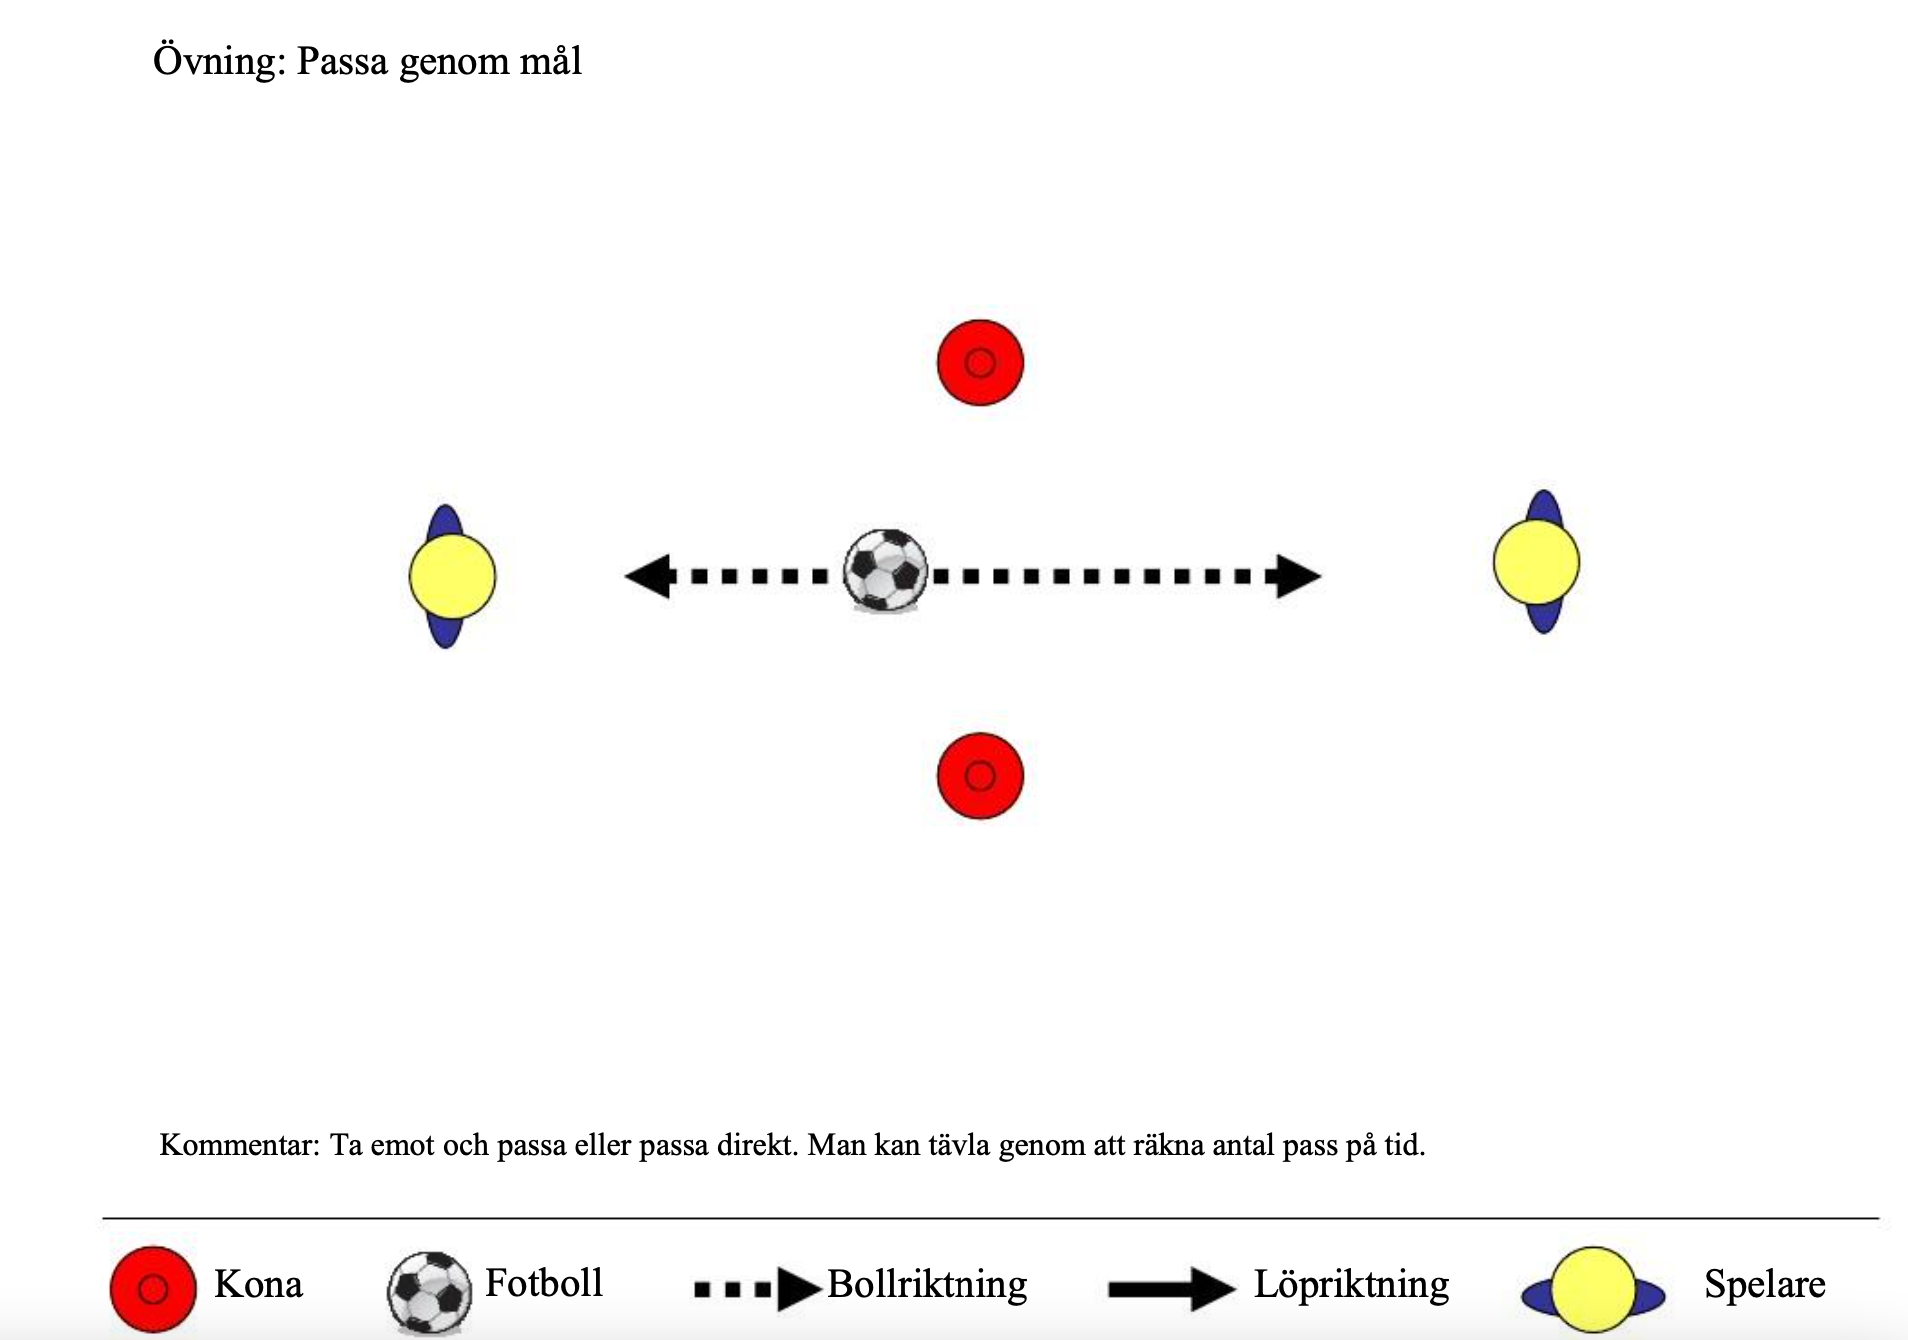 Övning: Passa genom mål
Kommentar: Ta emot och passa eller passa direkt. Man kan tävla genom att räkna antal pass på tid.
Kona Fotboll Bollriktning Löpriktning Spelare